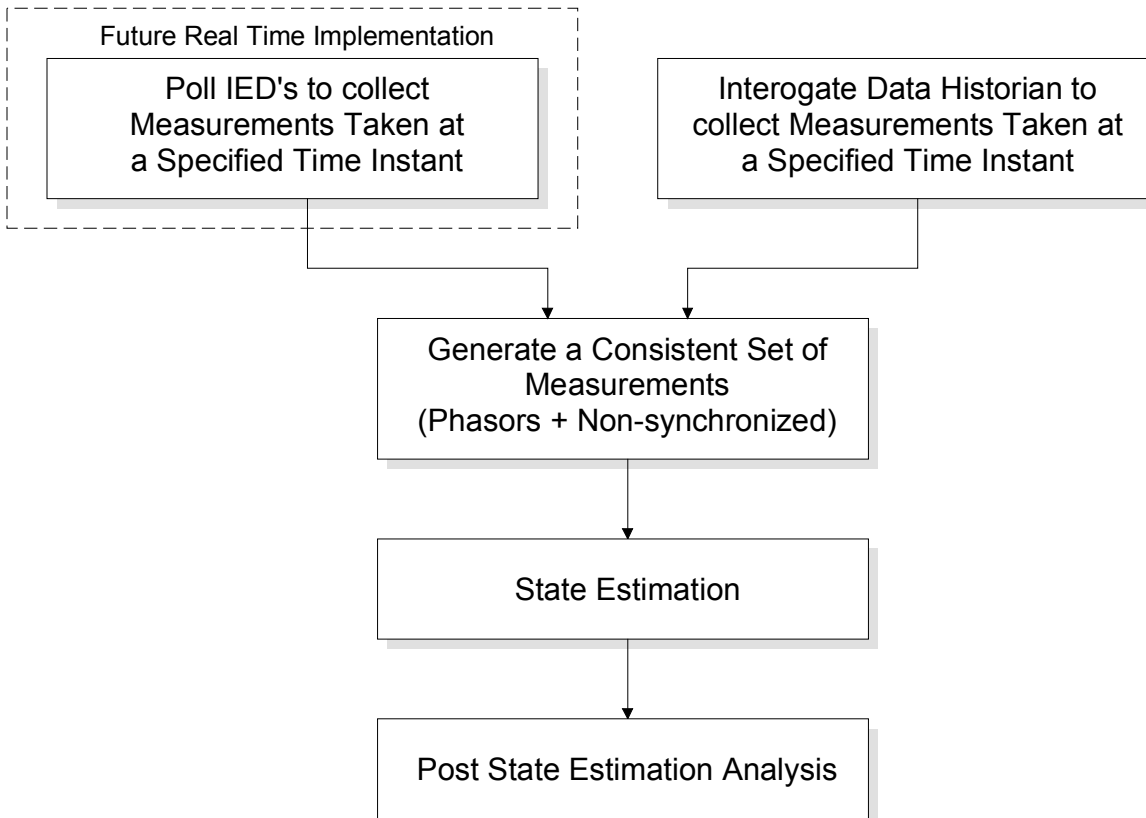 Future Real Time Implementation
Poll IED's to collect
Measurements Taken at
a Specified Time Instant
Interogate Data Historian to
collect Measurements Taken at
a Specified Time Instant
Generate a Consistent Set of
Measurements
(Phasors + Non-synchronized)
State Estimation
Post State Estimation Analysis